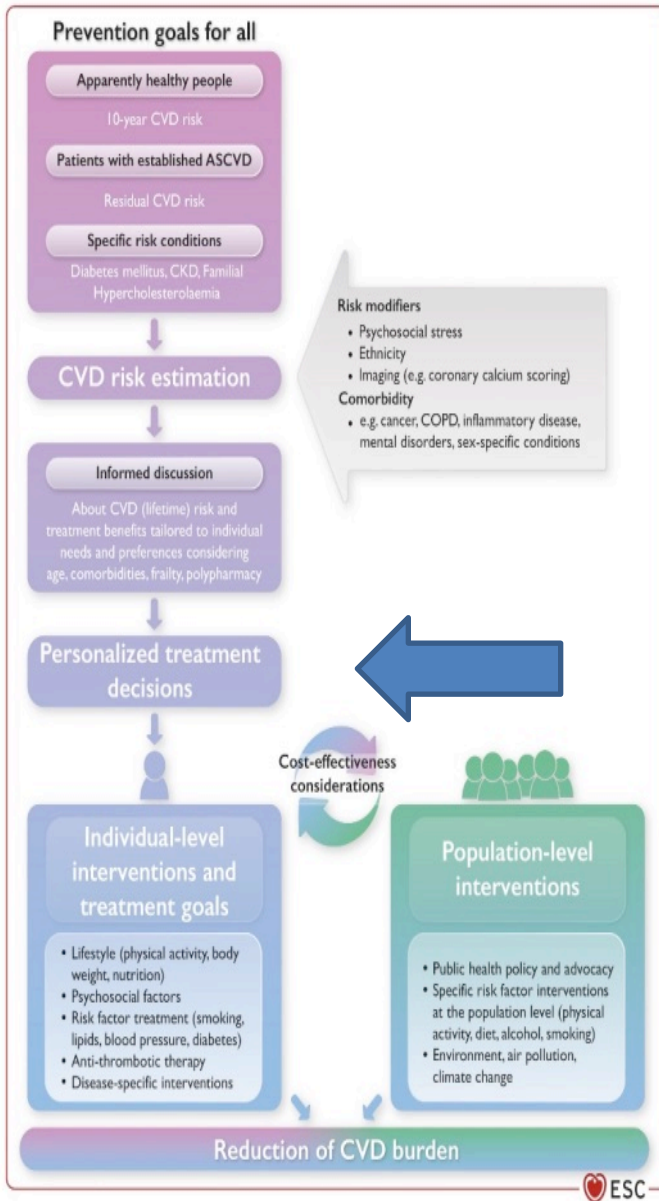 Prevention goals for all
Apparently healthy people
10-year CVD risk
Patients with established ASCVD
Residual CVD risk
Specific risk conditions
Diabetes mellitus, CKD, Familial
Hypercholesterolaemia
Risk modifiers
• Psychosocial stress
• Ethnicity
• Imaging (e.g. coronary calcium scoring)
Comorbidity
• e.g. cancer, COPD, inflammatory disease,
mental disorders, sex-specific conditions
CVD risk estimation
Informed discussion
About CVD (lifetime) risk and
treatment benefits tailored to individual
needs and preferences considering
age, comorbidities, frailty, polypharmacy
Personalized treatment
decisions
Cost-effectiveness
considerations
Individual-level
interventions and
treatment goals
• Lifestyle (physical activity, body
weight, nutrition)
• Psychosocial factors
• Risk factor treatment (smoking,
lipids, blood pressure, diabetes)
• Anti-thrombotic therapy
• Disease-specific interventions
Population-level
interventions
• Public health policy and advocacy
• Specific risk factor interventions
at the population level (physical
activity, diet, alcohol, smoking)
• Environment, air pollution,
climate change
Reduction of CVD burden
ESC